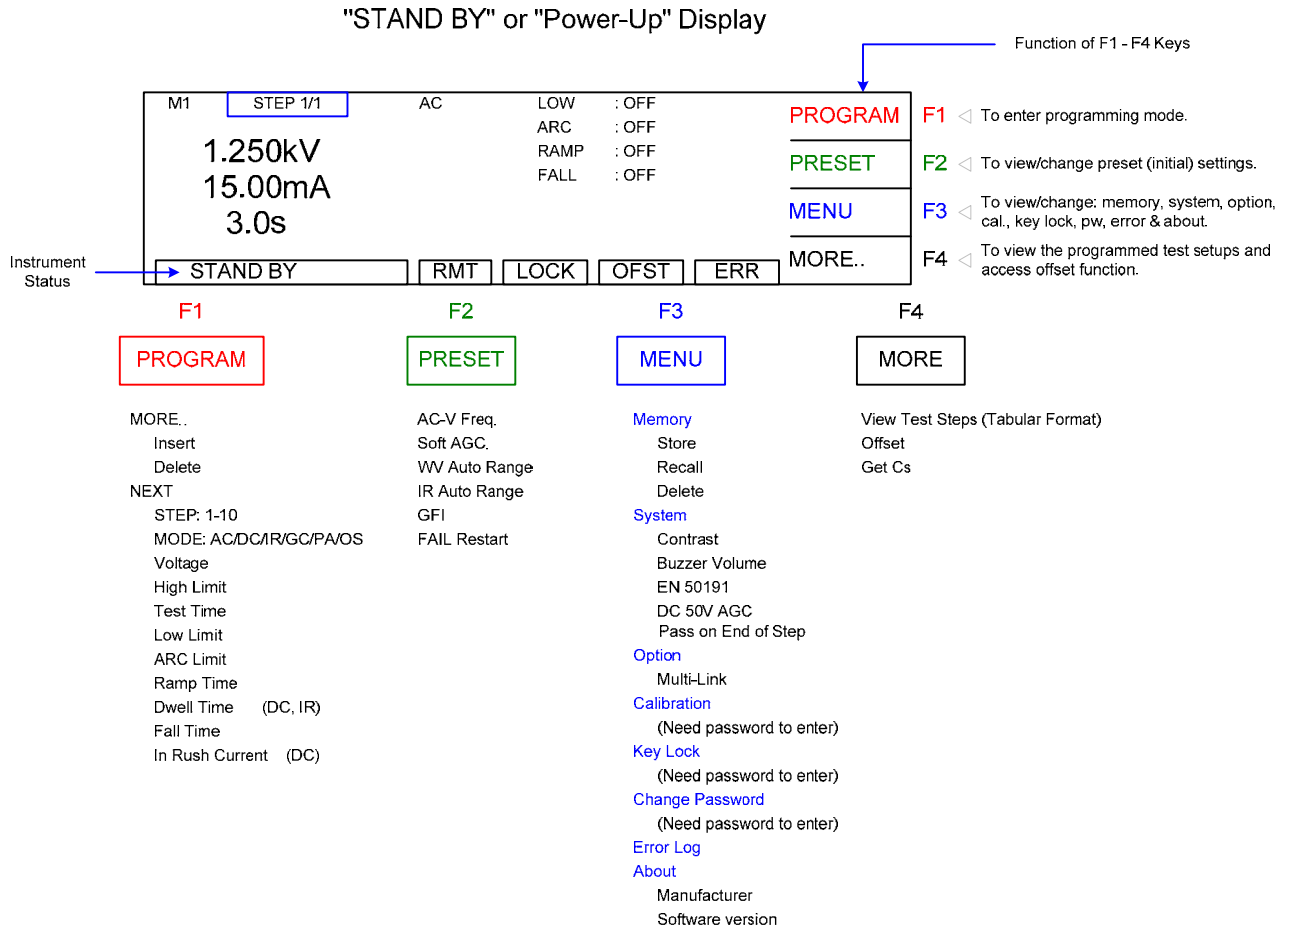 "STAND BY" or "Power-Up" Display
Function of F1 - F4 Keys
M1 STEP 1/1 AC LOW : OFF
ARC : OFF
RAMP : OFF
FALL : OFF
1.250kV
15.00mA
3.0s
PROGRAM F1 To enter programming mode.
PRESET F2 To view/change preset (initial) settings.
MENU F3 To view/change: memory, system, option,
cal., key lock, pw, error & about.
MORE.. F4 To view the programmed test setups and
access offset function.
Instrument
Status
STAND BY RMT LOCK OFST ERR
F1
PROGRAM
MORE..
Insert
Delete
NEXT
STEP: 1-10
MODE: AC/DC/IR/GC/PA/OS
Voltage
High Limit
Test Time
Low Limit
ARC Limit
Ramp Time
Dwell Time (DC, IR)
Fall Time
In Rush Current (DC)
F2
PRESET
AC-V Freq.
Soft AGC.
WV Auto Range
IR Auto Range
GFI
FAIL Restart
F3
MENU
Memory
Store
Recall
Delete
System
Contrast
Buzzer Volume
EN 50191
DC 50V AGC
Pass on End of Step
Option
Multi-Link
Calibration
(Need password to enter)
Key Lock
(Need password to enter)
Change Password
(Need password to enter)
Error Log
About
Manufacturer
Software version
F4
MORE
View Test Steps (Tabular Format)
Offset
Get Cs